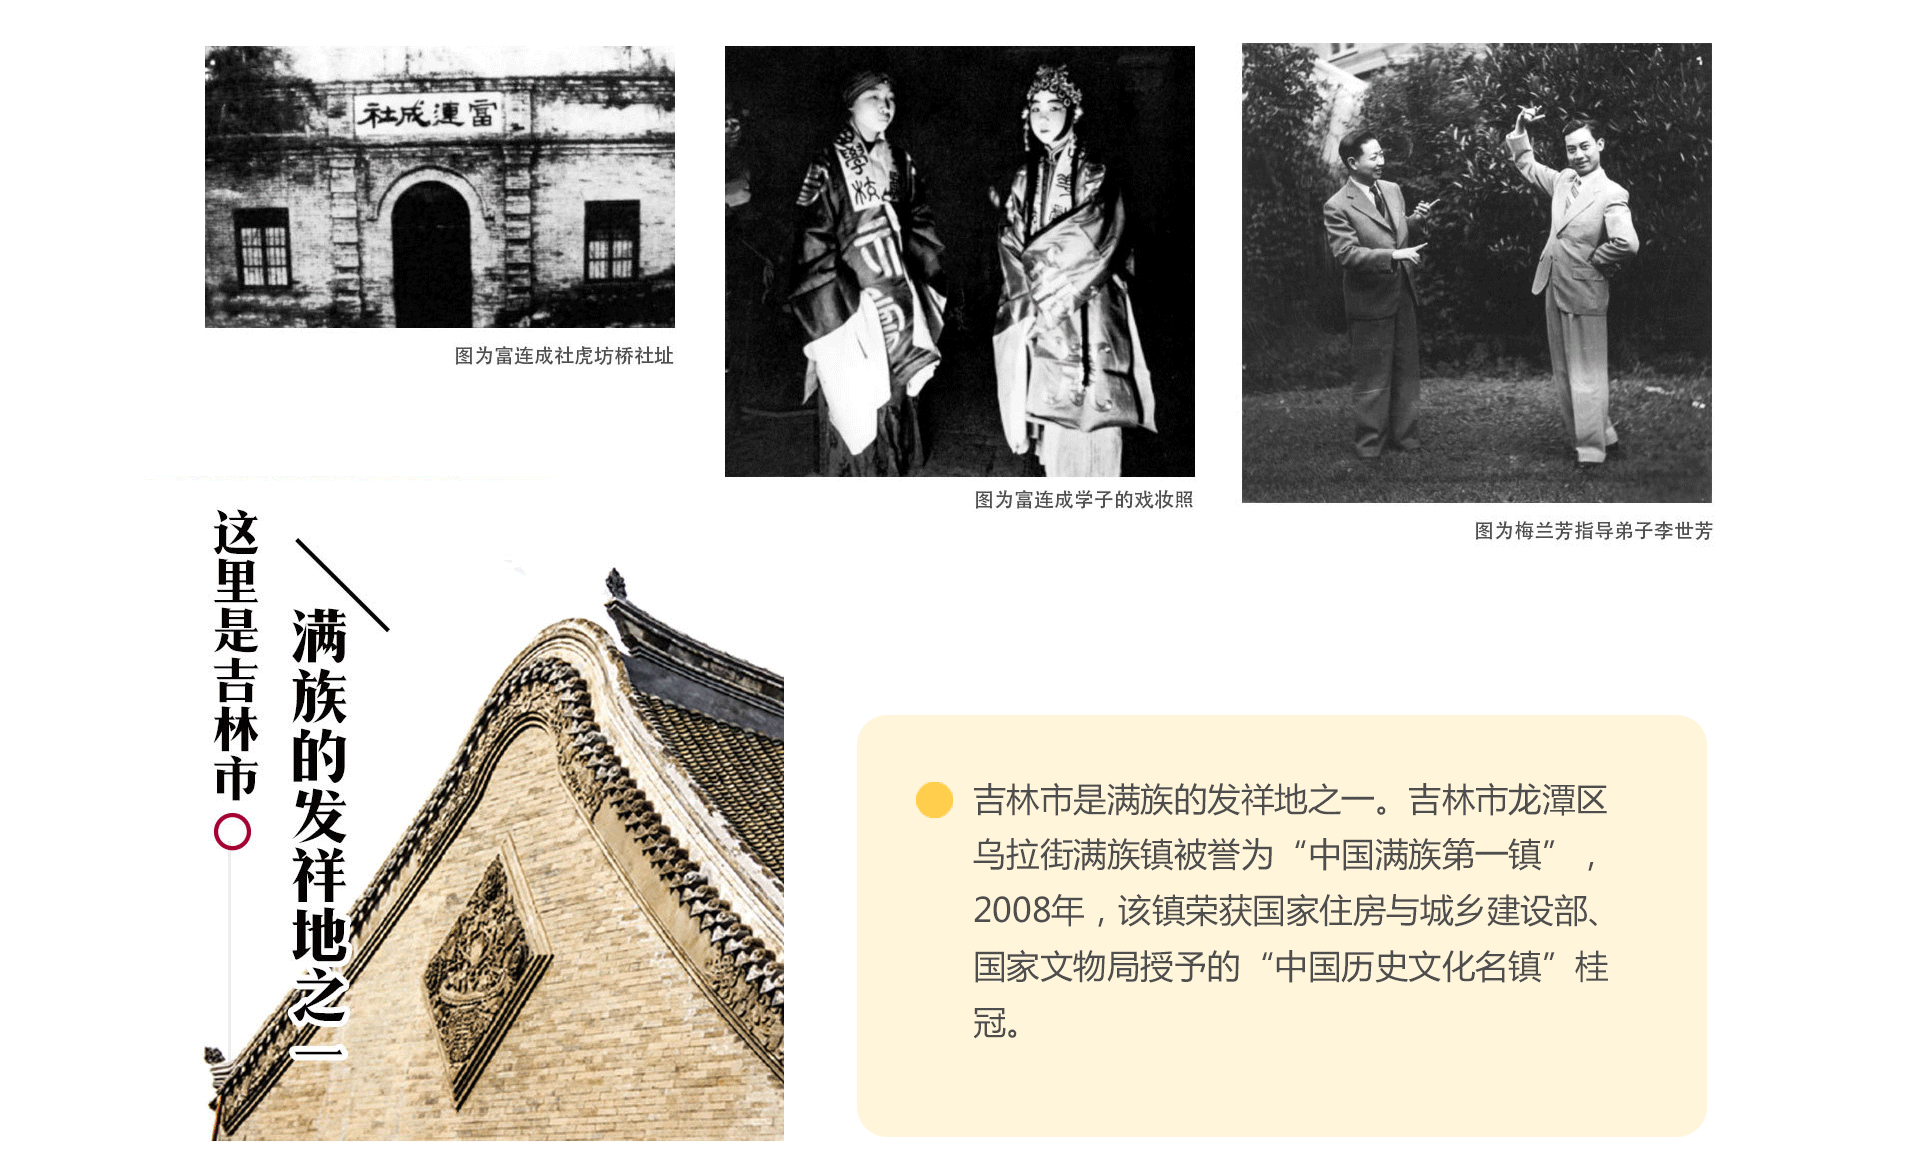 社成連富
图为富连成社虎坊桥社址
學校
图为富连成学子的戏妆照
图为梅兰芳指导弟子李世芳
这里是吉林市
满族的发祥地之一
吉林市是满族的发祥地之一。吉林市龙潭区
乌拉街满族镇被誉为“中国满族第一镇”，
2008年，该镇荣获国家住房与城乡建设部、
国家文物局授予的“中国历史文化名镇”桂
冠。